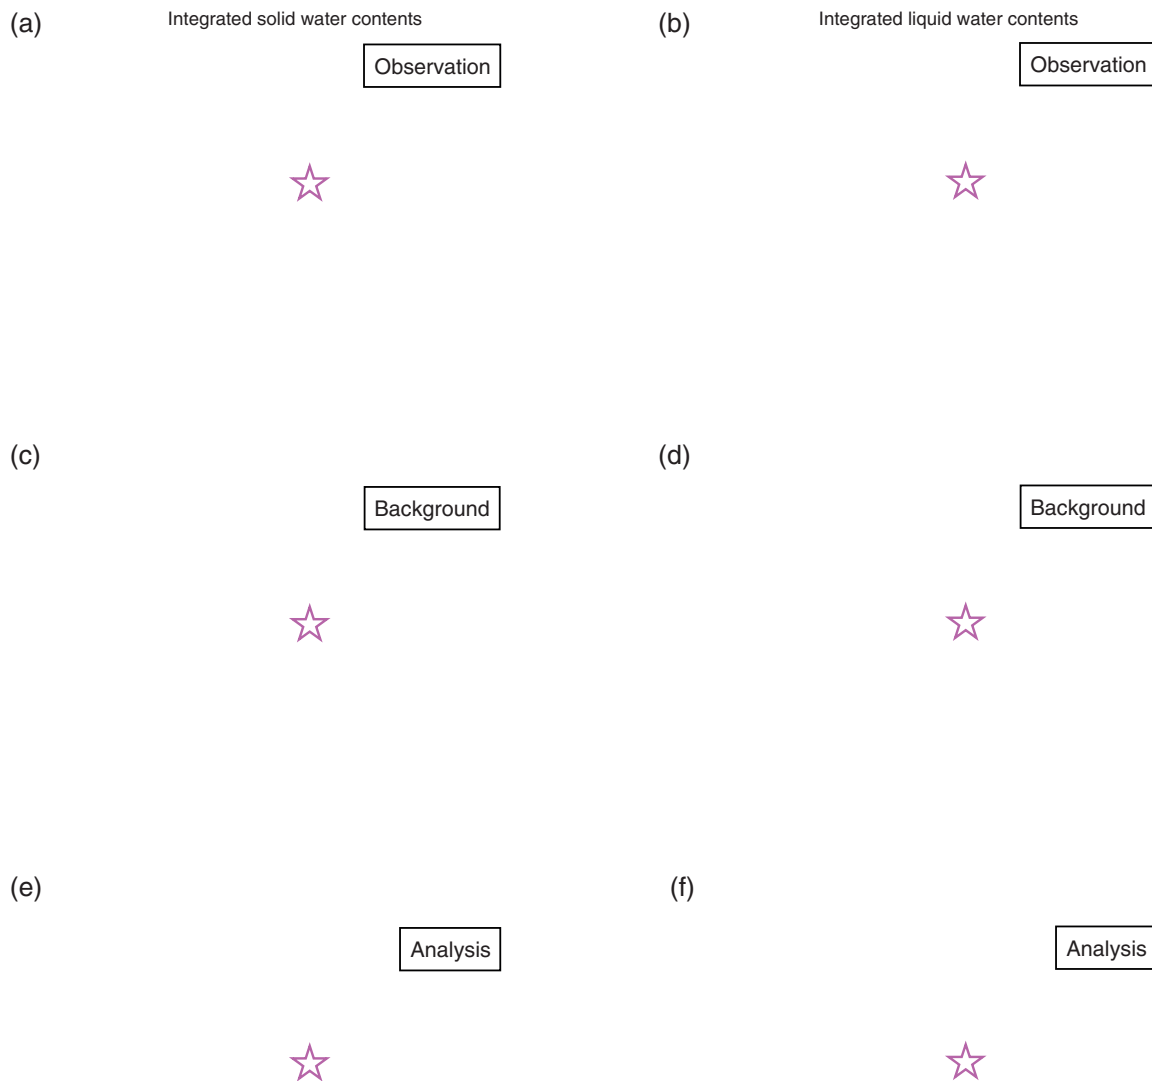 (a)
Integrated solid water contents
Observation
(b)
Integrated liquid water contents
Observation
(c)
Background
(d)
Background
(e)
Analysis
(f)
Analysis